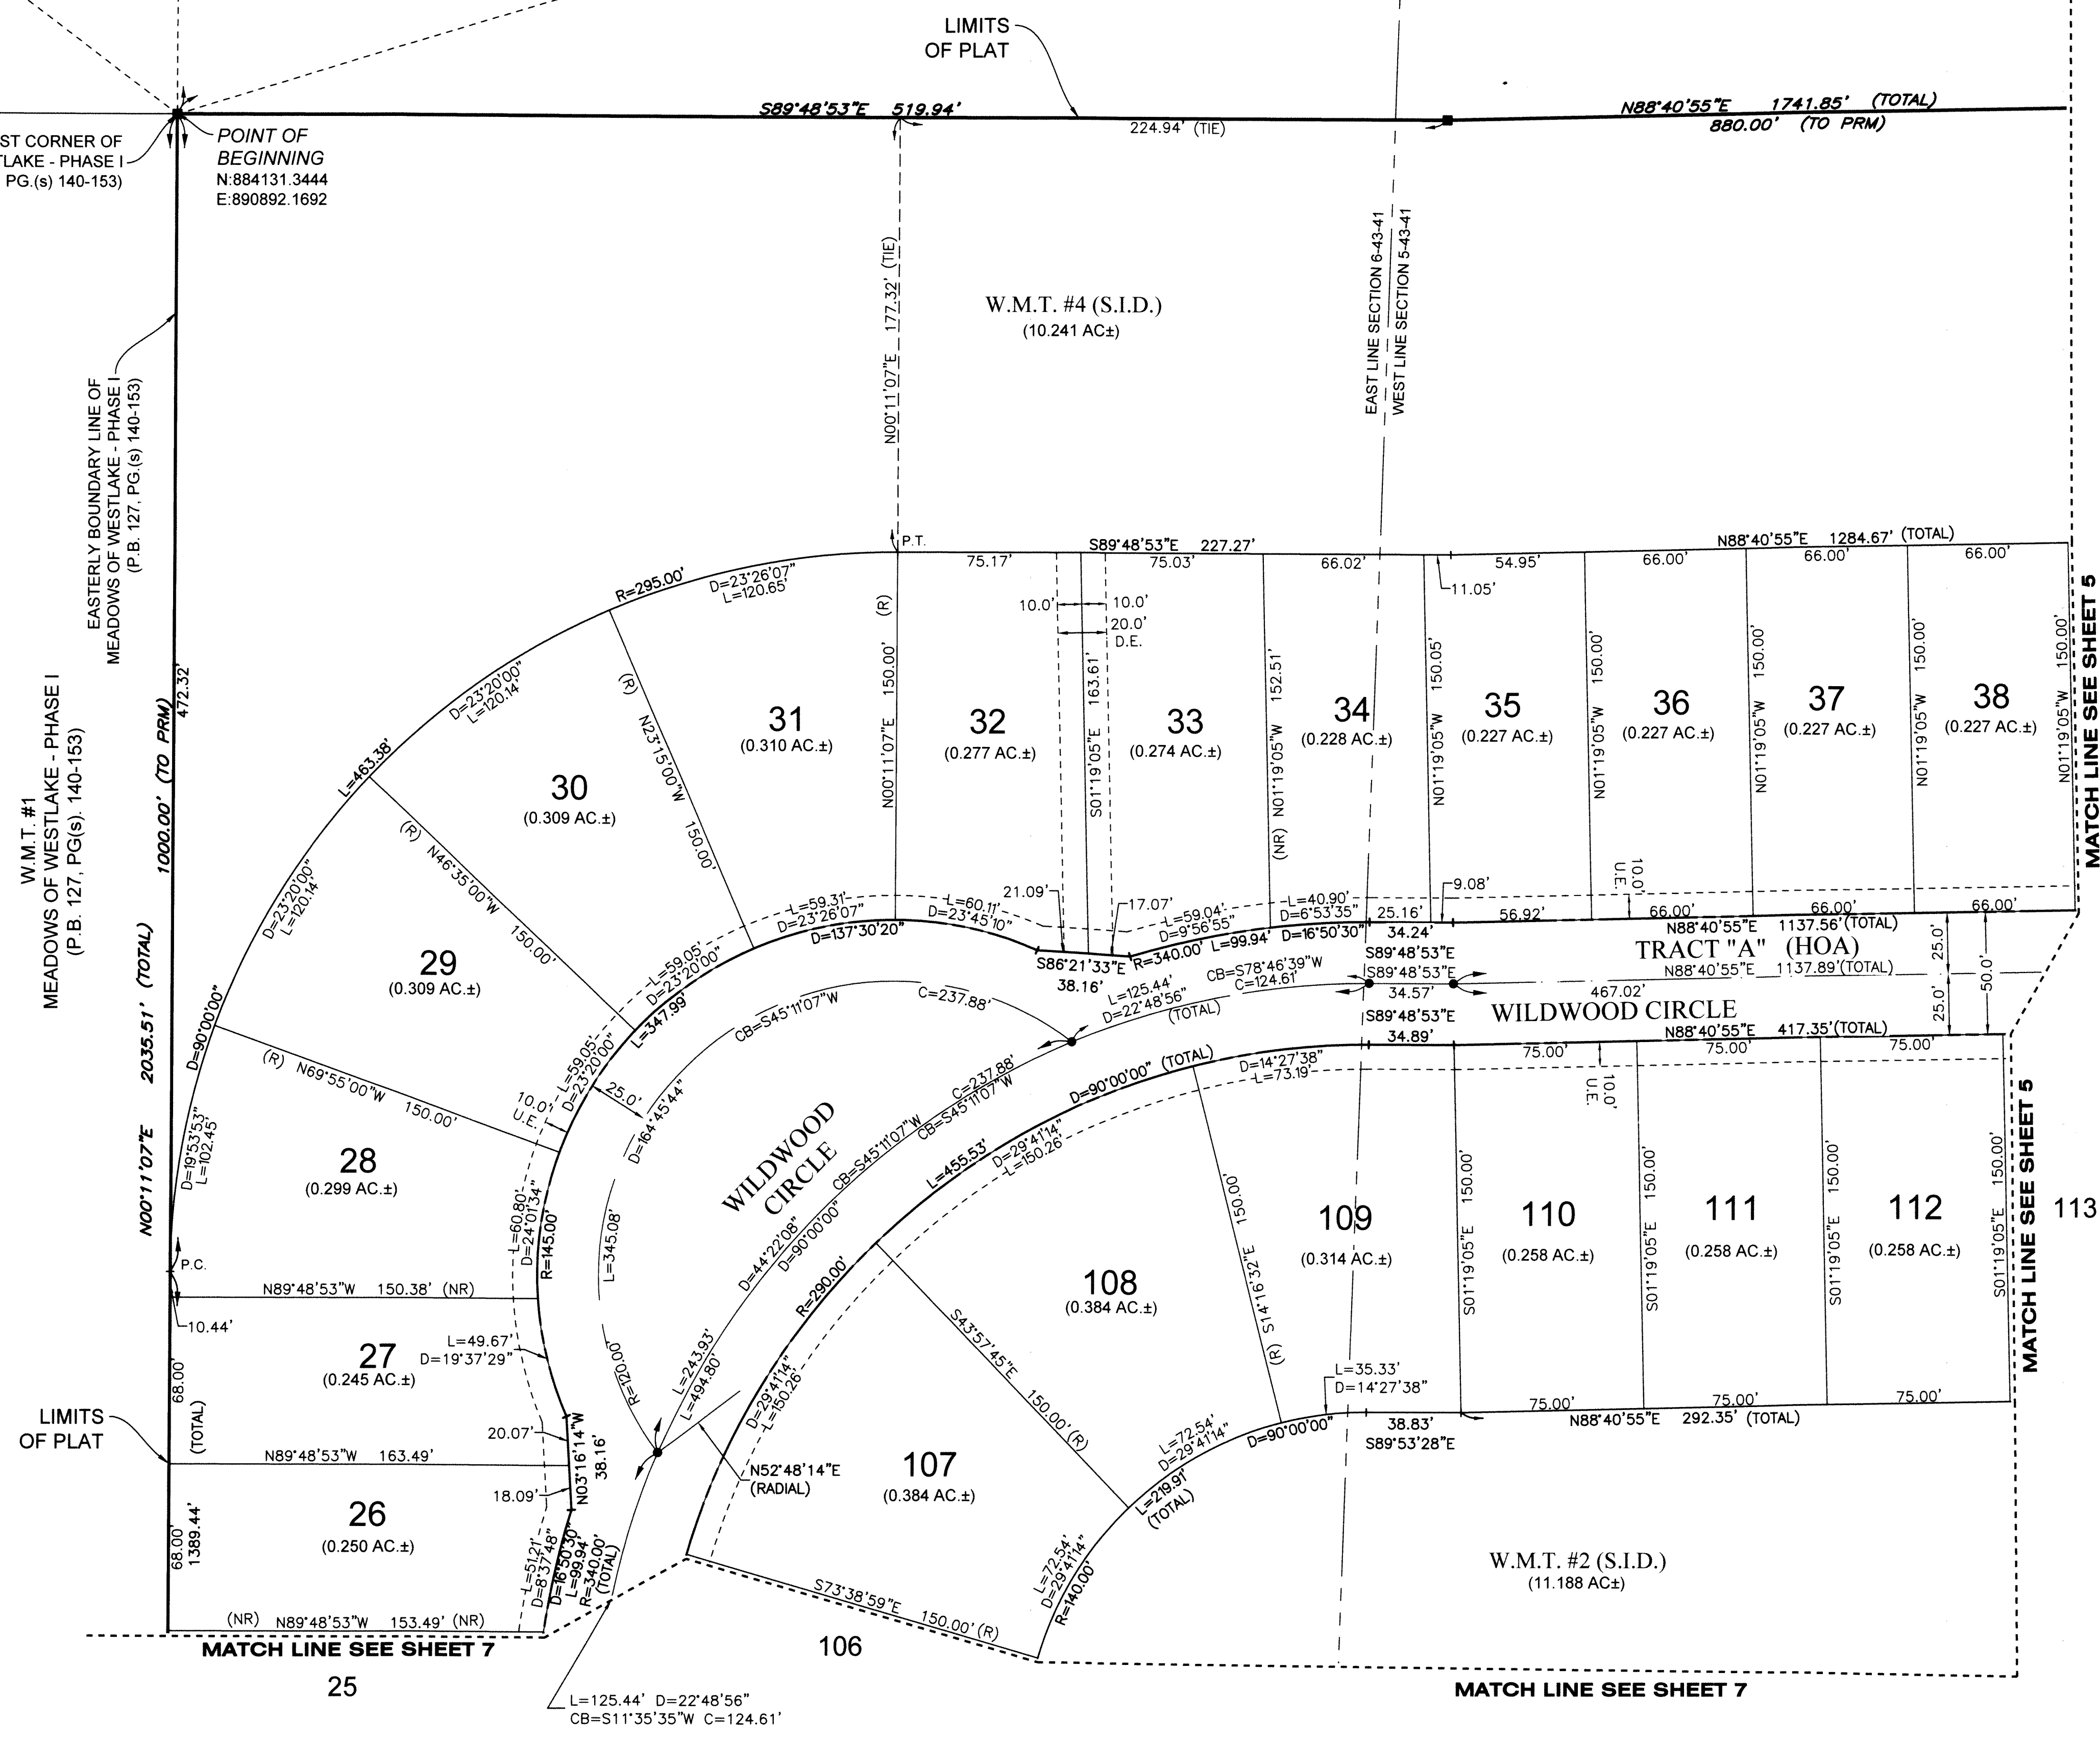 LIMITS
OF PLAT
S89°48'53"E 519.94'
224.94' (TIE)
N88°40'55"E 1741.85' (TOTAL)
880.00' (TO PRM)
ST CORNER OF
TLAKE - PHASE I
PG.(s) 140-153)
POINT OF
BEGINNING
N:884131.3444
E:890892.1692
EASTERLY BOUNDARY LINE OF
MEADOWS OF WESTLAKE - PHASE I
(P.B. 127, PG.(s) 140-153)
W.M.T. #1
MEADOWS OF WESTLAKE - PHASE I
(P.B. 127, PG(s). 140-153)
472.32'
1000.00' (TO PRM)
N00°11'07"E 2035.51' (TOTAL)
N00°11'07"E 177.32' (TIE)
W.M.T. #4 (S.I.D.)
(10.241 AC±)
EAST LINE SECTION 6-43-41
WEST LINE SECTION 5-43-41
P.T.
S89°48'53"E 227.27'
N88°40'55"E 1284.67' (TOTAL)
75.17'
75.03'
66.02'
11.05'
54.95'
66.00'
66.00'
66.00'
R=295.00'
D=23°26'07"
L=120.65'
D=23°20'00"
L=120.14'
L=463.38'
D=23°20'00"
L=120.14'
D=90°00'00"
D=19°53'53"
L=102.45'
10.0'
10.0'
20.0'
D.E.
(R)
N00°11'07"E 150.00'
S01°19'05"E 163.61'
(NR) N01°19'05"W 152.51'
N01°19'05"W 150.05'
N01°19'05"W 150.00'
N01°19'05"W 150.00'
N01°19'05"W 150.00'
N01°19'05"W 150.00'
MATCH LINE SEE SHEET 5
31
(0.310 AC.±)
32
(0.277 AC.±)
33
(0.274 AC.±)
34
(0.228 AC.±)
35
(0.227 AC.±)
36
(0.227 AC.±)
37
(0.227 AC.±)
38
(0.227 AC.±)
30
(0.309 AC.±)
(R) N23°15'00"W 150.00'
(R) N46°35'00"W 150.00'
29
(0.309 AC.±)
(R) N69°55'00"W 150.00'
28
(0.299 AC.±)
21.09'
17.07'
L=59.31'
D=23°26'07"
L=60.11'
D=23°45'10"
D=137°30'20"
S86°21'33"E
38.16'
L=59.04'
D=9°56'55"
R=340.00' L=99.94' D=16°50'30"
L=40.90'
D=6°53'35"
25.16'
9.08'
34.24'
S89°48'53"E
56.92'
66.00'
66.00'
66.00'
10.0'
U.E.
N88°40'55"E 1137.56'(TOTAL)
TRACT "A" (HOA)
S89°48'53"E
34.57'
N88°40'55"E 1137.89'(TOTAL)
467.02'
WILDWOOD CIRCLE
S89°48'53"E
34.89'
N88°40'55"E 417.35'(TOTAL)
25.0'
25.0'
50.0'
L=59.05'
D=23°20'00"
L=347.99'
L=59.05'
D=23°20'00"
10.0'
U.E.
25.0'
CB=S45°11'07"W
C=237.88'
D=164°45'44"
L=345.08'
R=120.00'
L=125.44'
D=22°48'56"
(TOTAL)
CB=S78°46'39"W
C=124.61'
WILDWOOD
CIRCLE
C=237.88'
CB=S45°11'07"W
CB=S45°11'07"W
D=44°22'08"
D=90°00'00"
L=243.93'
L=494.80'
D=90°00'00" (TOTAL)
D=14°27'38"
L=73.19'
L=455.53'
D=29°41'14"
L=150.26'
R=290.00'
D=29°41'14"
L=150.26'
75.00'
75.00'
75.00'
10.0'
U.E.
L=60.80'
D=24°01'34"
R=145.00'
P.C.
N89°48'53"W 150.38' (NR)
10.44'
L=49.67'
D=19°37'29"
27
(0.245 AC.±)
68.00'
(TOTAL)
LIMITS
OF PLAT
20.07'
N89°48'53"W 163.49'
18.09'
N03°16'14"W
38.16'
26
(0.250 AC.±)
68.00'
1389.44'
L=51.21'
D=8°37'48"
D=16°50'30"
L=99.94'
R=340.00'
(TOTAL)
(NR) N89°48'53"W 153.49' (NR)
MATCH LINE SEE SHEET 7
25
N52°48'14"E
(RADIAL)
L=125.44' D=22°48'56"
CB=S11°35'35"W C=124.61'
106
S73°38'59"E 150.00' (R)
107
(0.384 AC.±)
S43°57'45"E 150.00' (R)
108
(0.384 AC.±)
(R) S14°16'32"E 150.00'
109
(0.314 AC.±)
110
(0.258 AC.±)
111
(0.258 AC.±)
112
(0.258 AC.±)
113
S01°19'05"E 150.00'
S01°19'05"E 150.00'
S01°19'05"E 150.00'
S01°19'05"E 150.00'
MATCH LINE SEE SHEET 5
L=35.33'
D=14°27'38"
75.00'
75.00'
75.00'
L=72.54'
D=29°41'14"
D=90°00'00"
38.83'
S89°53'28"E
N88°40'55"E 292.35' (TOTAL)
L=219.91'
(TOTAL)
L=72.54'
D=29°41'14"
R=140.00'
W.M.T. #2 (S.I.D.)
(11.188 AC±)
MATCH LINE SEE SHEET 7